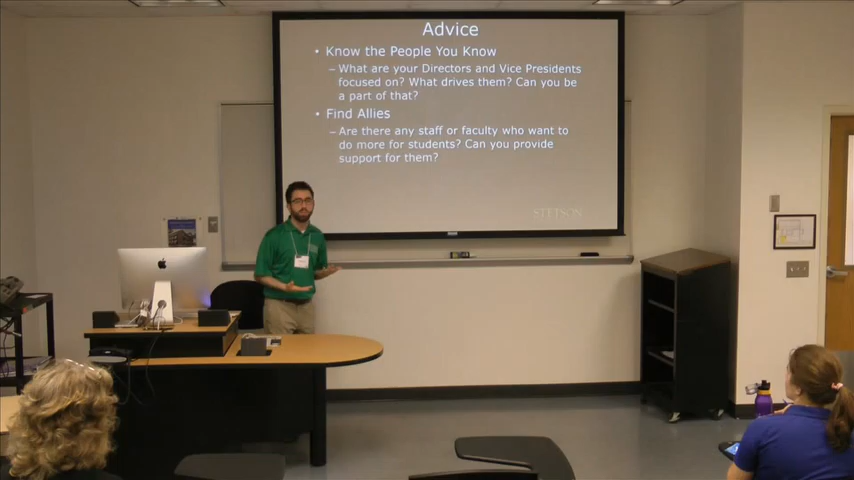 Advice
• Know the People You Know
– What are your Directors and Vice Presidents
focused on? What drives them? Can you be
a part of that?
• Find Allies
– Are there any staff or faculty who want to
do more for students? Can you provide
support for them?
STETSON